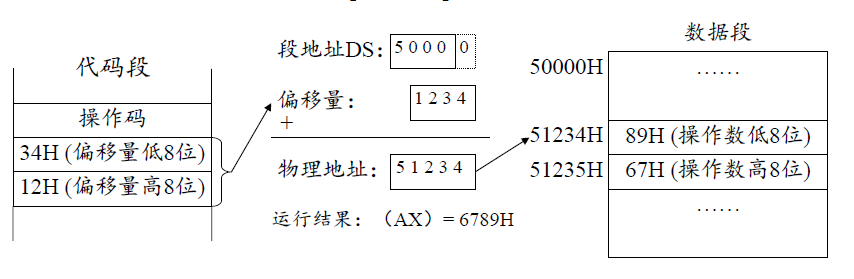 代码段
操作码
34H (偏移量低8位)
12H (偏移量高8位)
段地址DS: 5 0 0 0 0
偏移量: 1 2 3 4
+
物理地址: 5 1 2 3 4
运行结果: （AX）= 6789H
数据段
50000H ……
51234H 89H (操作数低8位)
51235H 67H (操作数高8位)
……